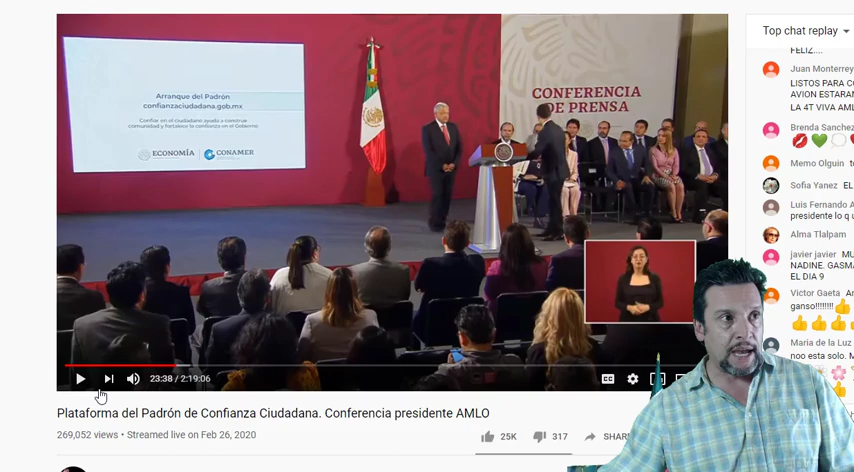 Top chat replay
Arranque del Padrón
confianzaciudadana.gob.mx
Confiar en el ciudadano ayuda a construir
comunidad y fortalece la confianza en el Gobierno
ECONOMÍA
CONAMER
CONFERENCIA
DE PRENSA
23:38 / 2:19:06
CC
Plataforma del Padrón de Confianza Ciudadana. Conferencia presidente AMLO
269,052 views • Streamed live on Feb 26, 2020
25K
317
SHAR
FELIZ....
Juan Monterrey
LISTOS PARA CO
AVION ESTARAN
LA 4T VIVA AML
Brenda Sanchez
Memo Olguin
Sofia Yanez EL
Luis Fernando A
presidente lo q u
Alma Tlalpam
javier javier MU
NADINE. GASMA
EL DIA 9
Victor Gaeta An
ganso!!!!!!!!
Maria de la Luz
noo esta solo. M